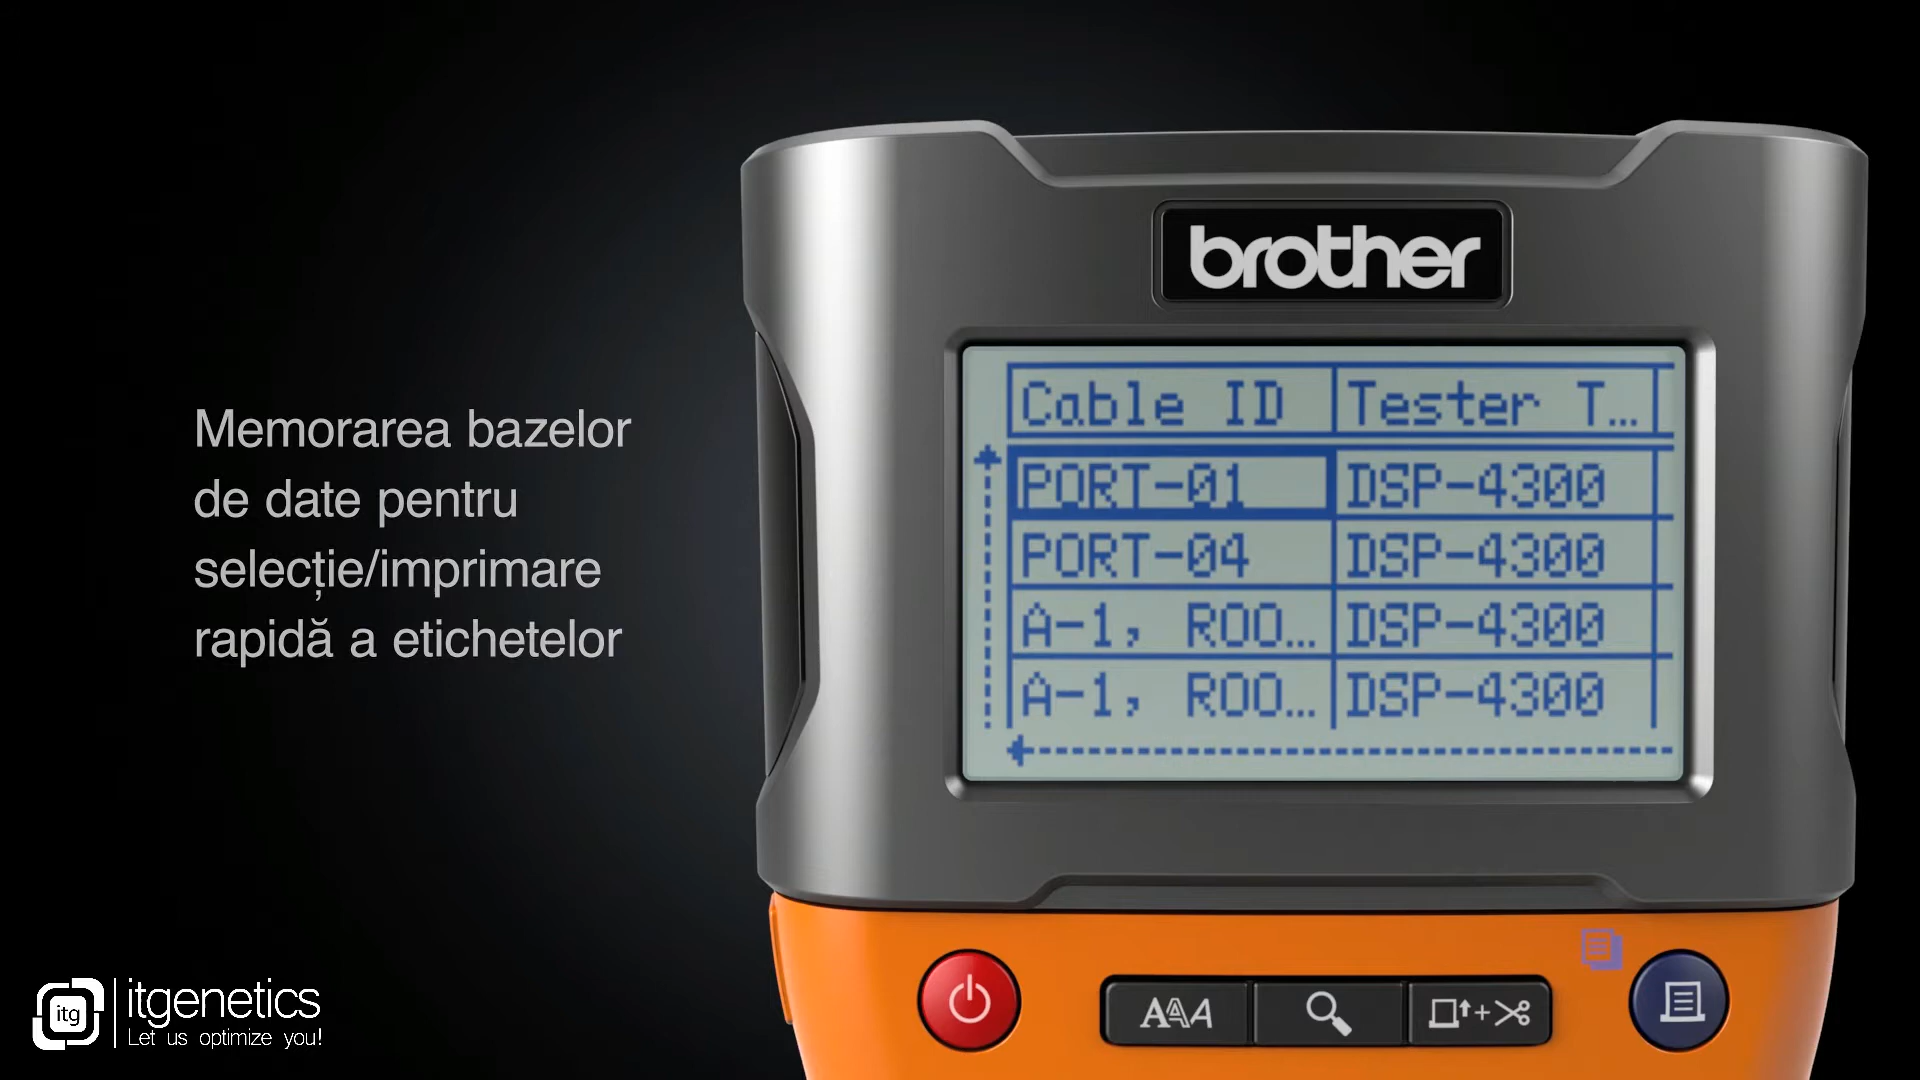 Memorarea bazelor
de date pentru
selecție/imprimare
rapidă a etichetelor
brother
Cable ID Tester T...
PORT-01 DSP-4300
PORT-04 DSP-4300
A-1, ROO... DSP-4300
A-1, ROO... DSP-4300
AAA
+
itg
itgenetics
Let us optimize you!